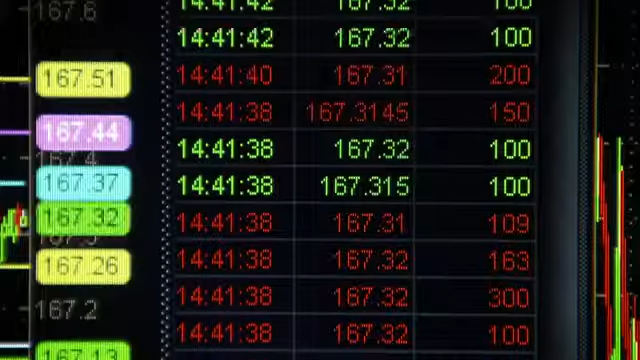 167.6
14:41:42 167.32 100
14:41:42 167.32 100
167.51
14:41:40 167.31 200
14:41:38 167.3145 150
167.44
14:41:38 167.32 100
167.4
167.37
14:41:38 167.315 100
167.32
14:41:38 167.31 109
167.26
14:41:38 167.32 163
14:41:38 167.32 300
167.2
14:41:38 167.32 100
167.13